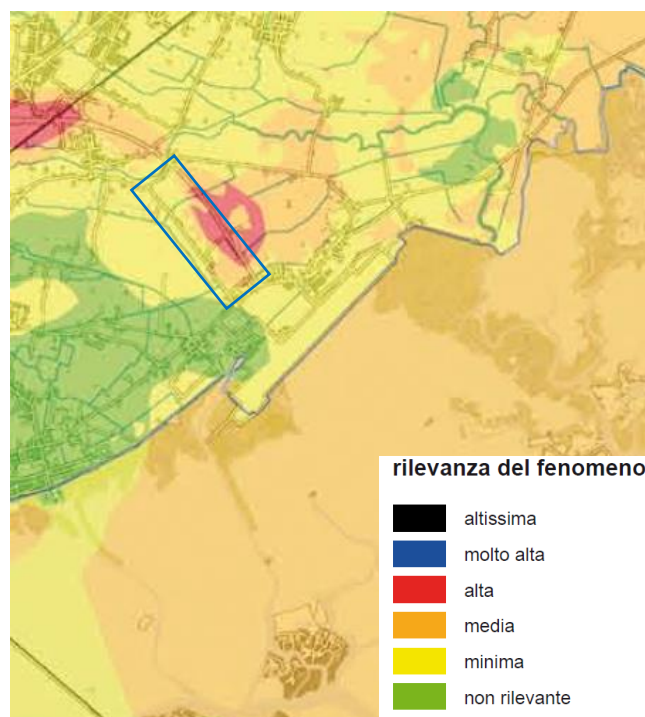 rilevanza del fenomeno
altissima
molto alta
alta
media
minima
non rilevante